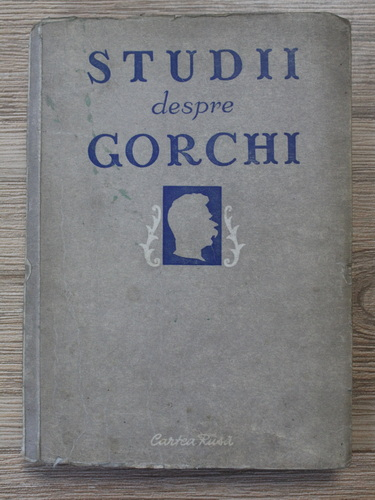 STUDII
despre
GORCHI
Cartea Rusă